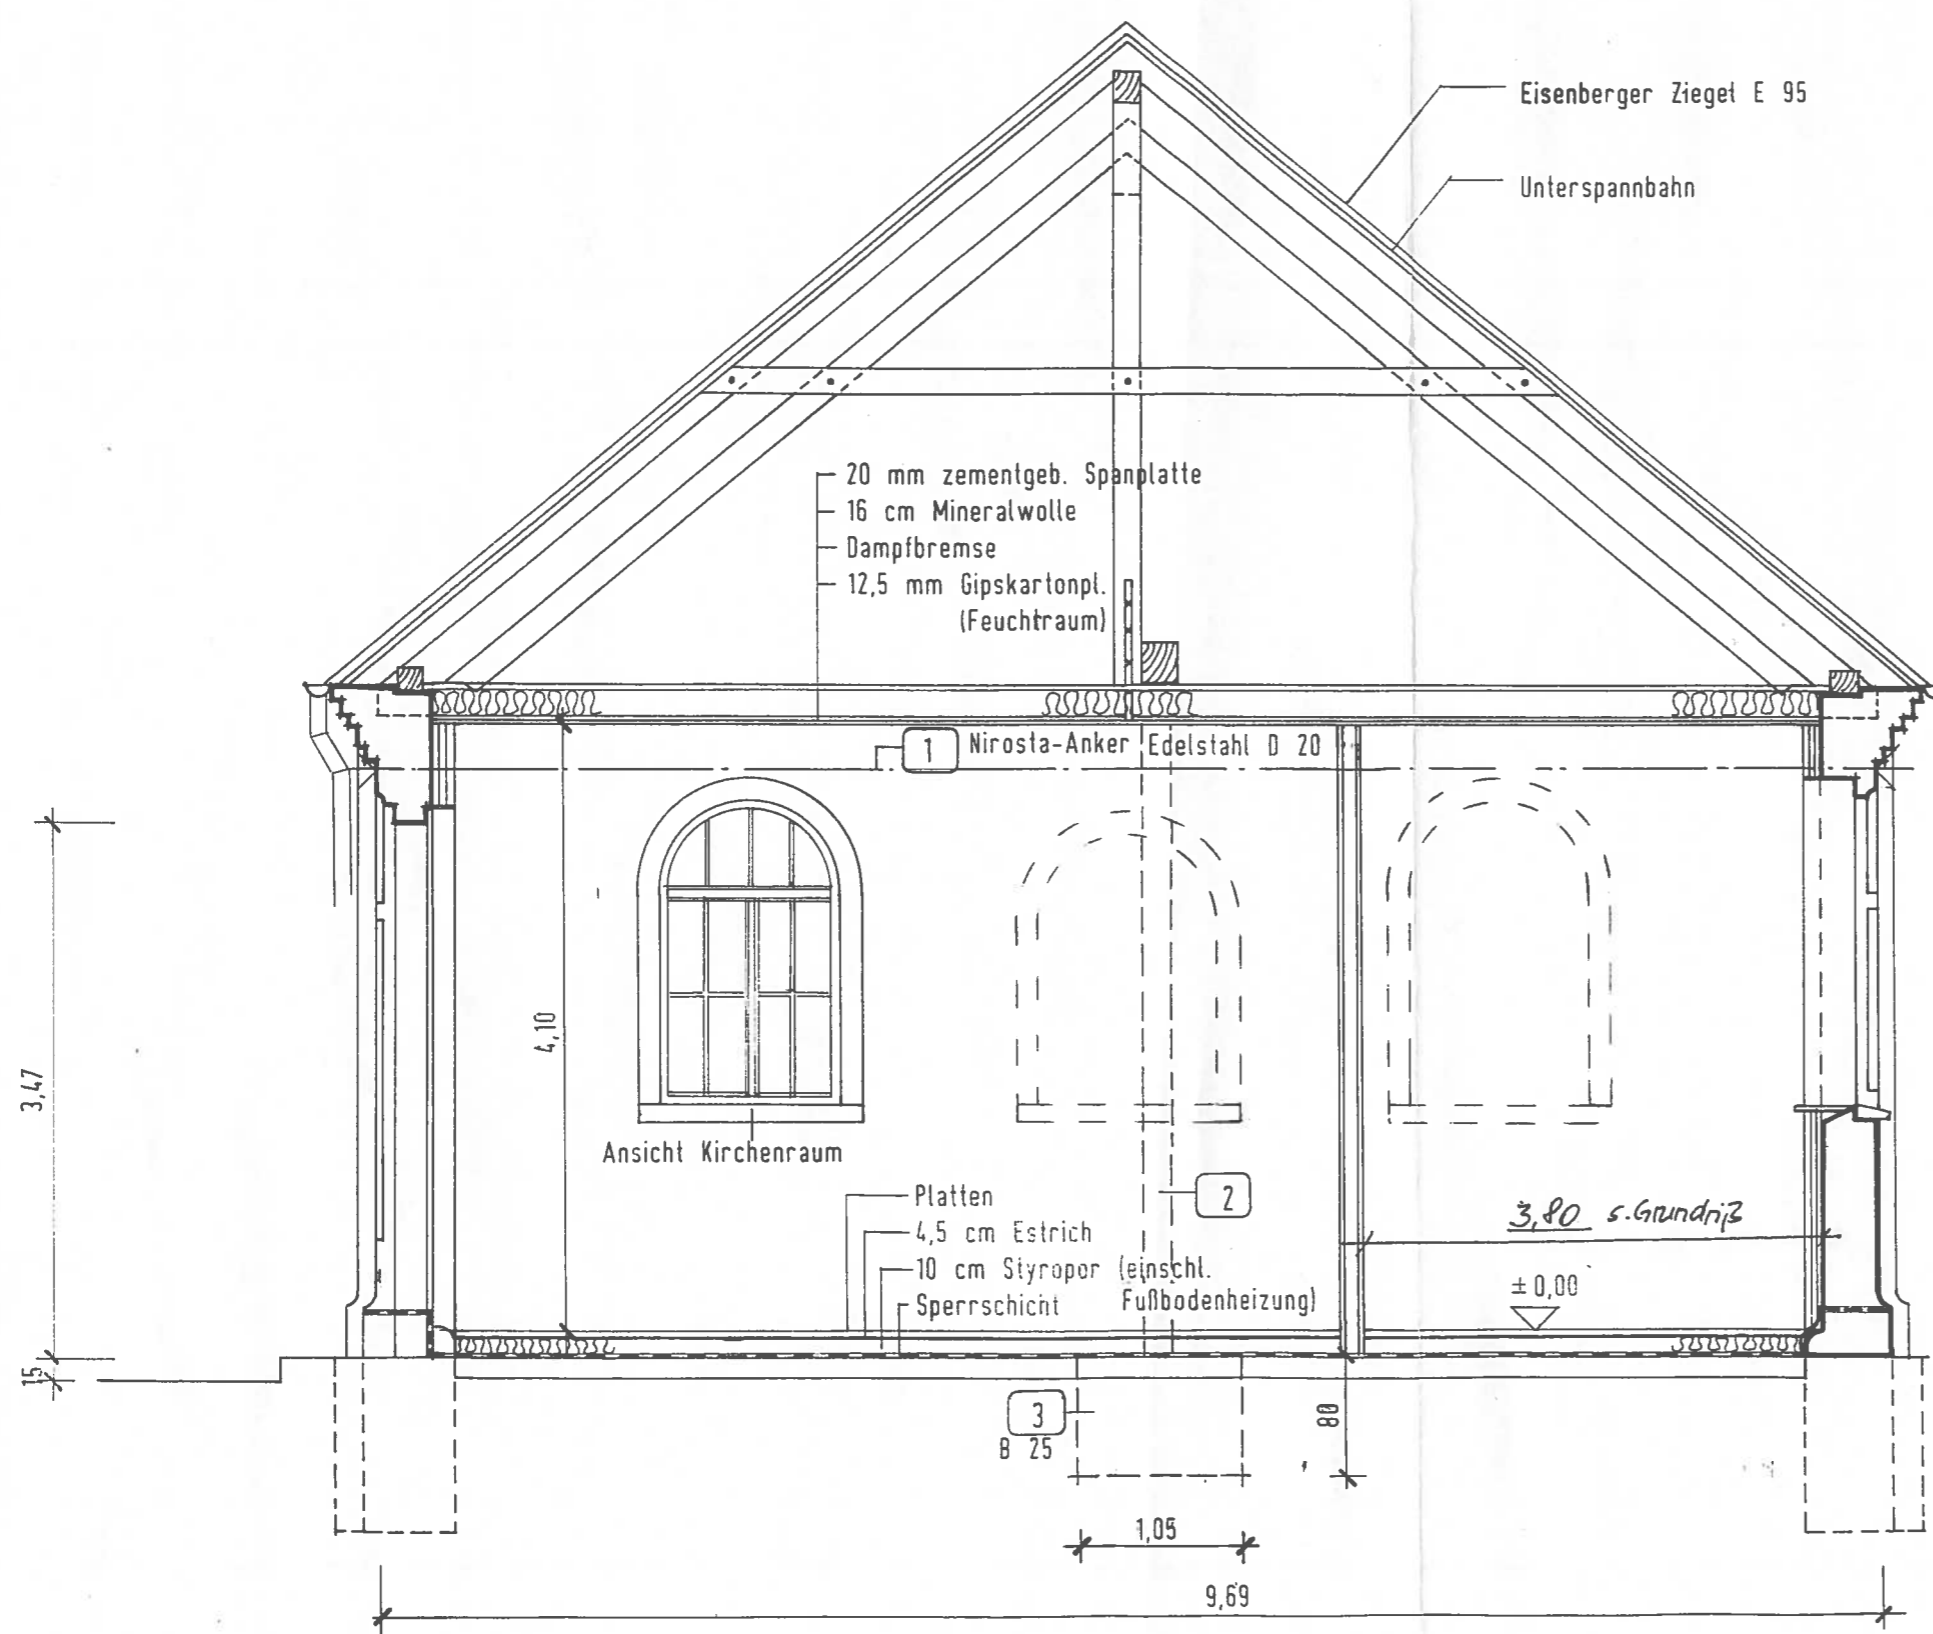 Eisenberger Ziegel E 95
Unterspannbahn
20 mm zementgeb. Spanplatte
16 cm Mineralwolle
Dampfbremse
12,5 mm Gipskartonpl.
(Feuchtraum)
1 Nirosta-Anker Edelstahl D 20
4,10
3,47
Ansicht Kirchenraum
2
Platten
4,5 cm Estrich
10 cm Styropor (einschl.
Sperrschicht Fußbodenheizung)
3,80 s. Grundriß
± 0,00
15
3
B 25
80
1,05
9,69